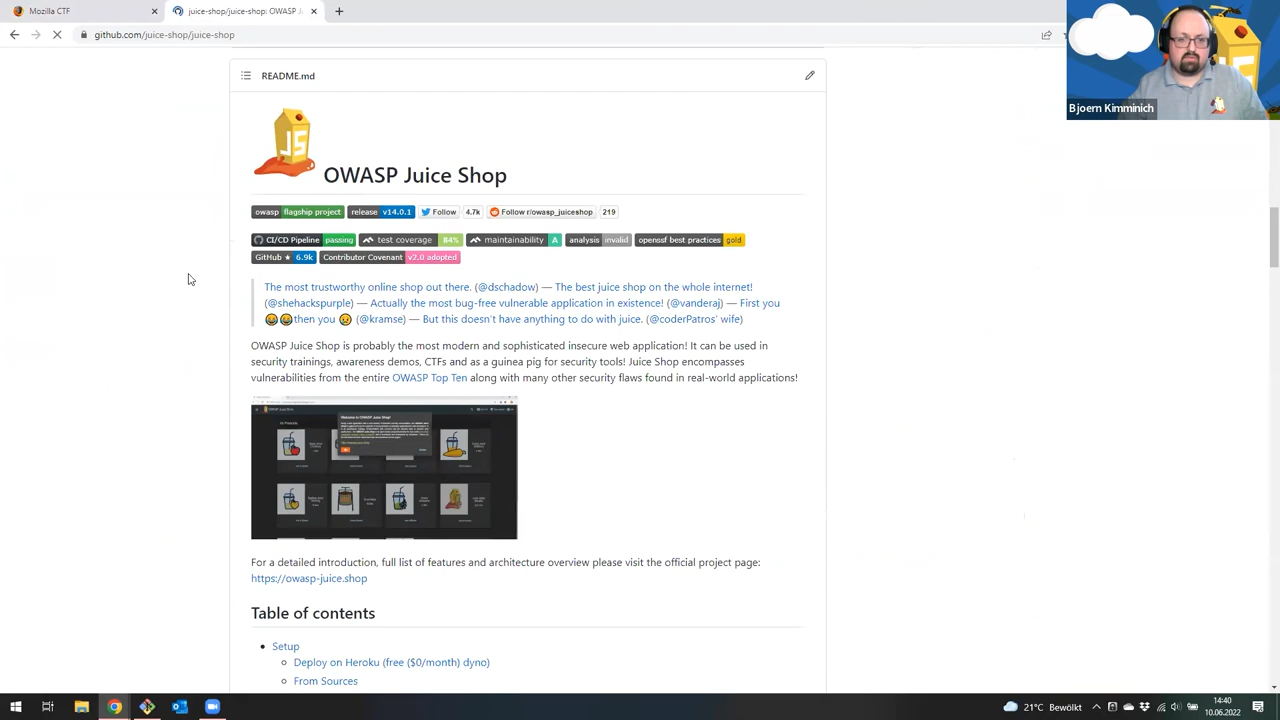 Mozilla CTF
juice-shop/juice-shop: OWASP J
github.com/juice-shop/juice-shop
Bjoern Kimminich
README.md
JS
OWASP Juice Shop
owasp flagship project release v14.0.1 Follow 4.7k Follow r/owasp_juiceshop 219
CI/CD Pipeline passing test coverage 84% maintainability A analysis invalid openssf best practices gold
GitHub ★ 6.9k Contributor Covenant v2.0 adopted
The most trustworthy online shop out there. (@dschadow) — The best juice shop on the whole internet!
(@shehackspurple) — Actually the most bug-free vulnerable application in existence! (@vanderaj) — First you
😂😂then you 😢 (@kramse) — But this doesn't have anything to do with juice. (@coderPatros' wife)
OWASP Juice Shop is probably the most modern and sophisticated insecure web application! It can be used in
security trainings, awareness demos, CTFs and as a guinea pig for security tools! Juice Shop encompasses
vulnerabilities from the entire OWASP Top Ten along with many other security flaws found in real-world applications!
For a detailed introduction, full list of features and architecture overview please visit the official project page:
https://owasp-juice.shop
Table of contents
Setup
Deploy on Heroku (free ($0/month) dyno)
From Sources
21°C Bewölkt
14:40
10.06.2022